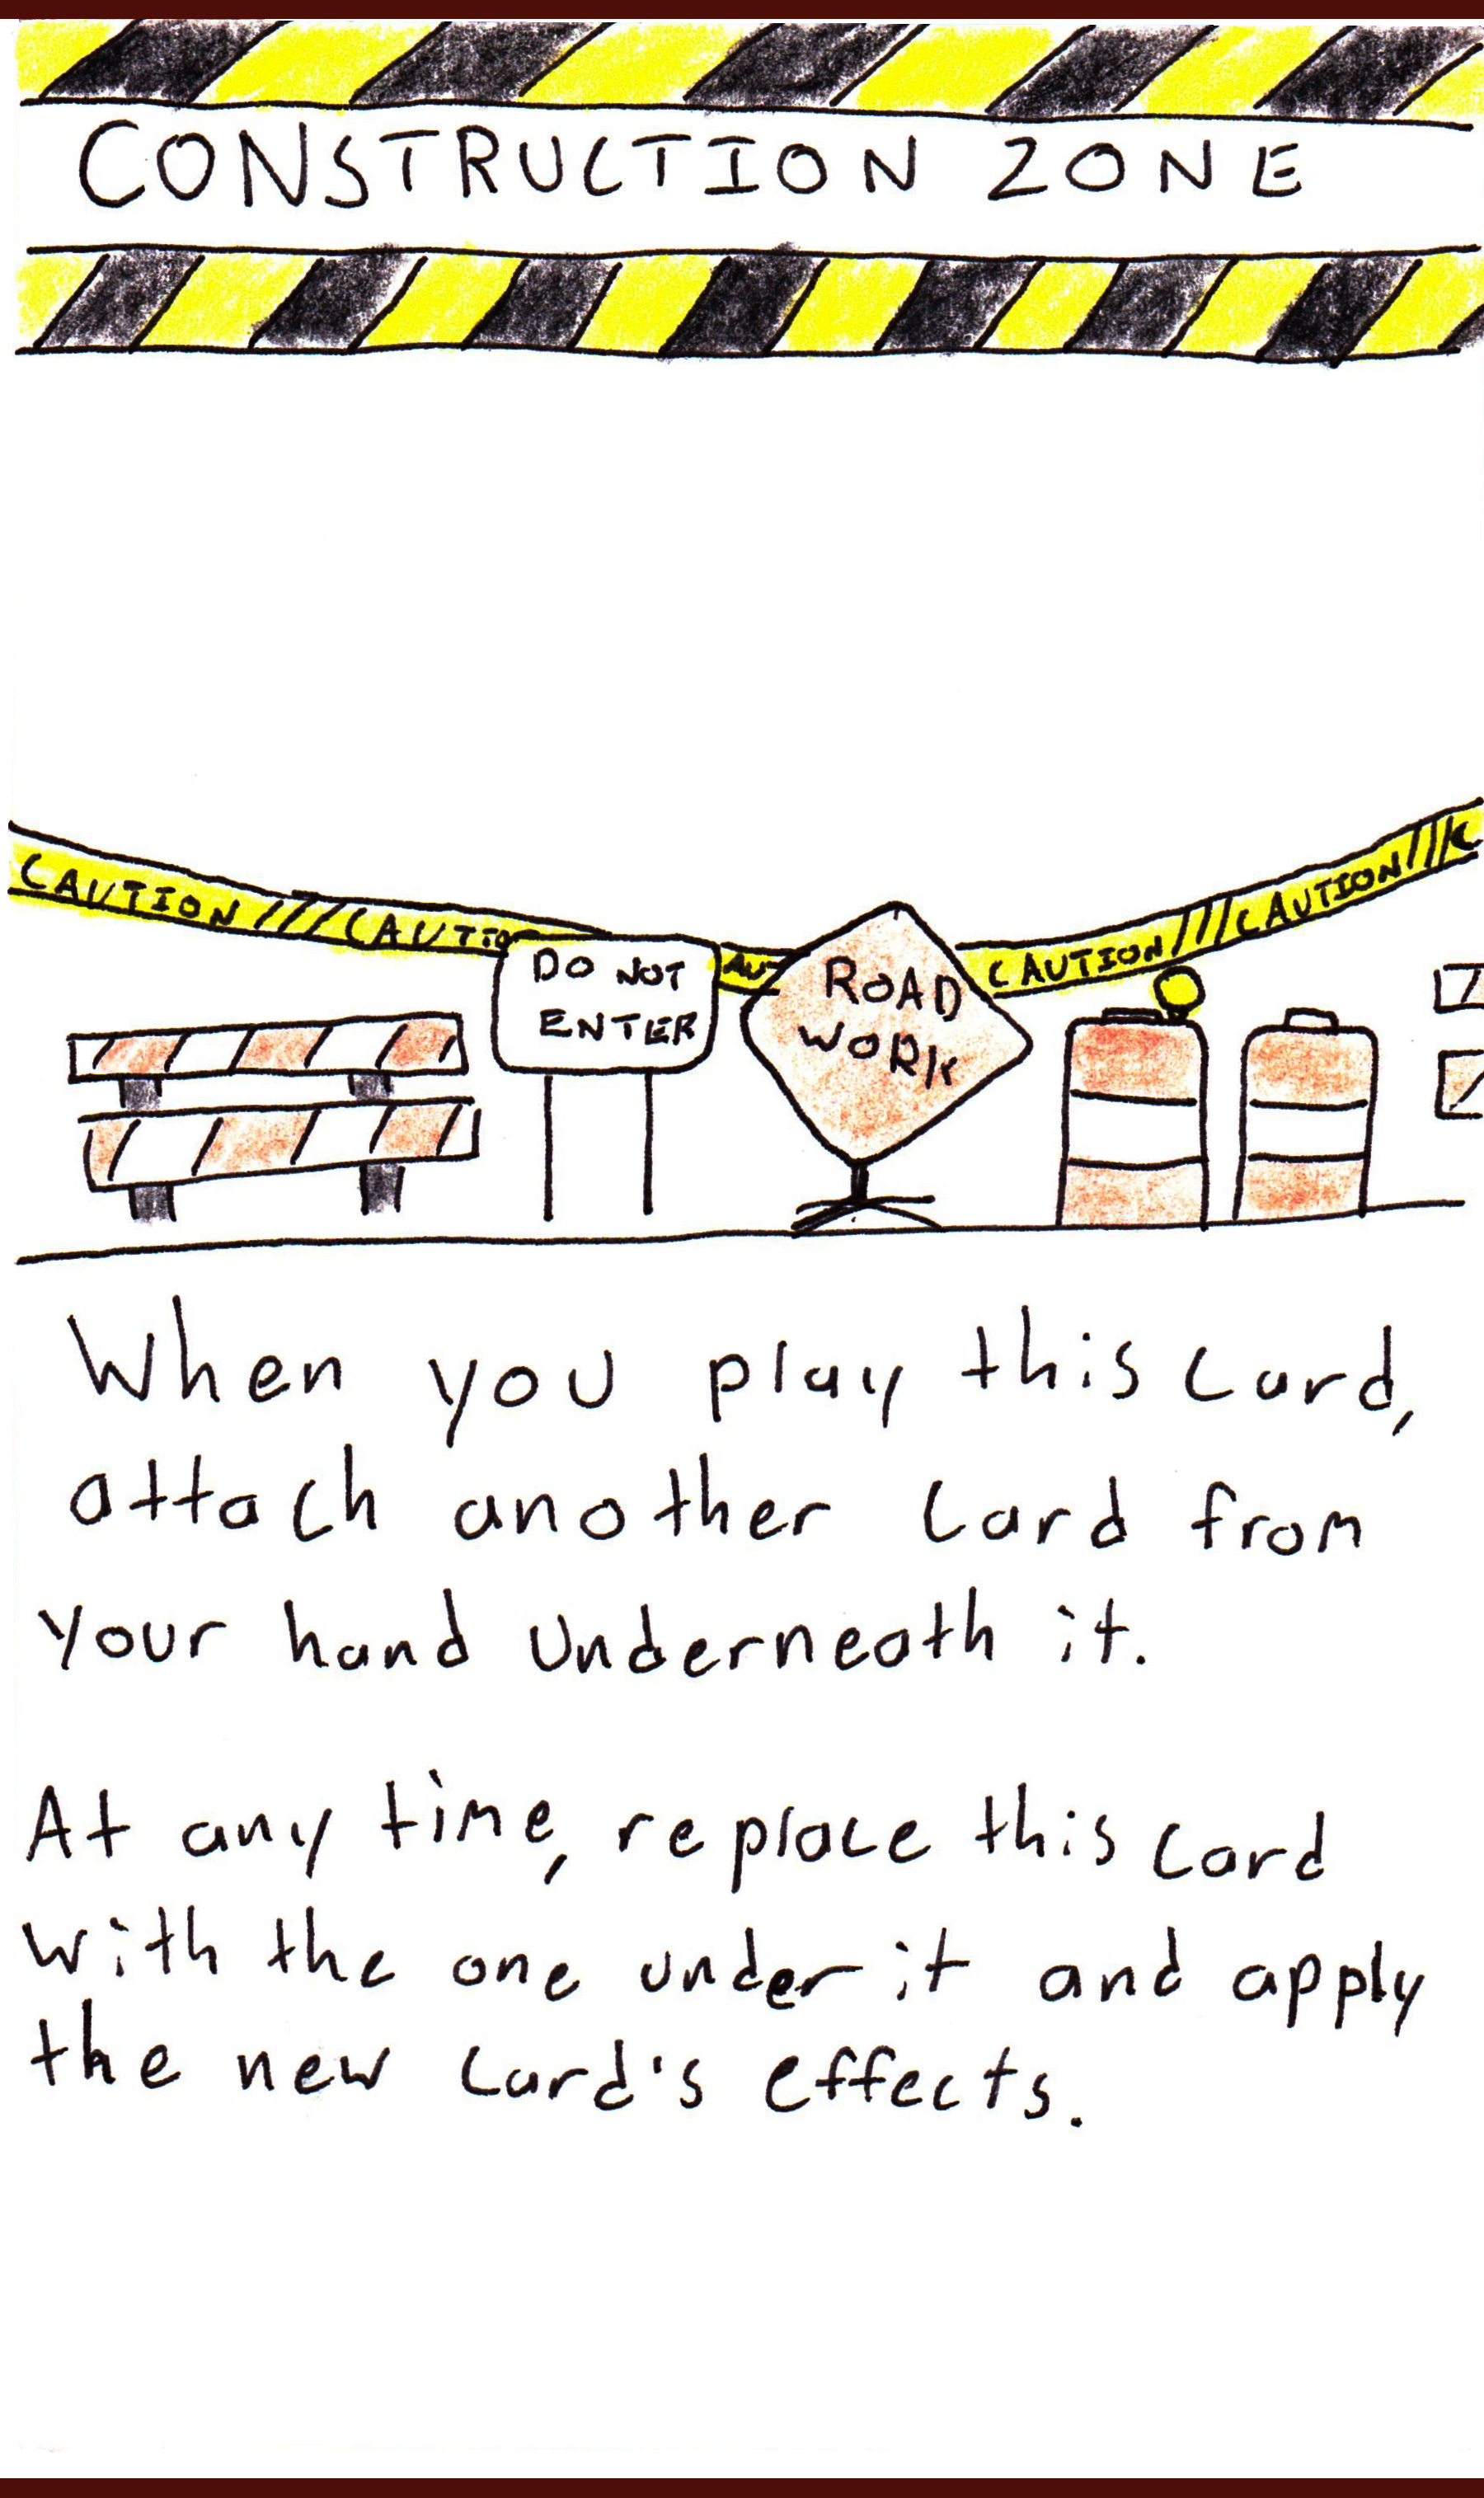 CONSTRUCTION ZONE
CAUTION /// CAUTIO
AU
CAUTION///CAUTION///C
DO NOT
ENTER
ROAD
WORK
When you play this card,
attach another card from
your hand underneath it.
At any time, replace this card
with the one under it and apply
the new card's effects.